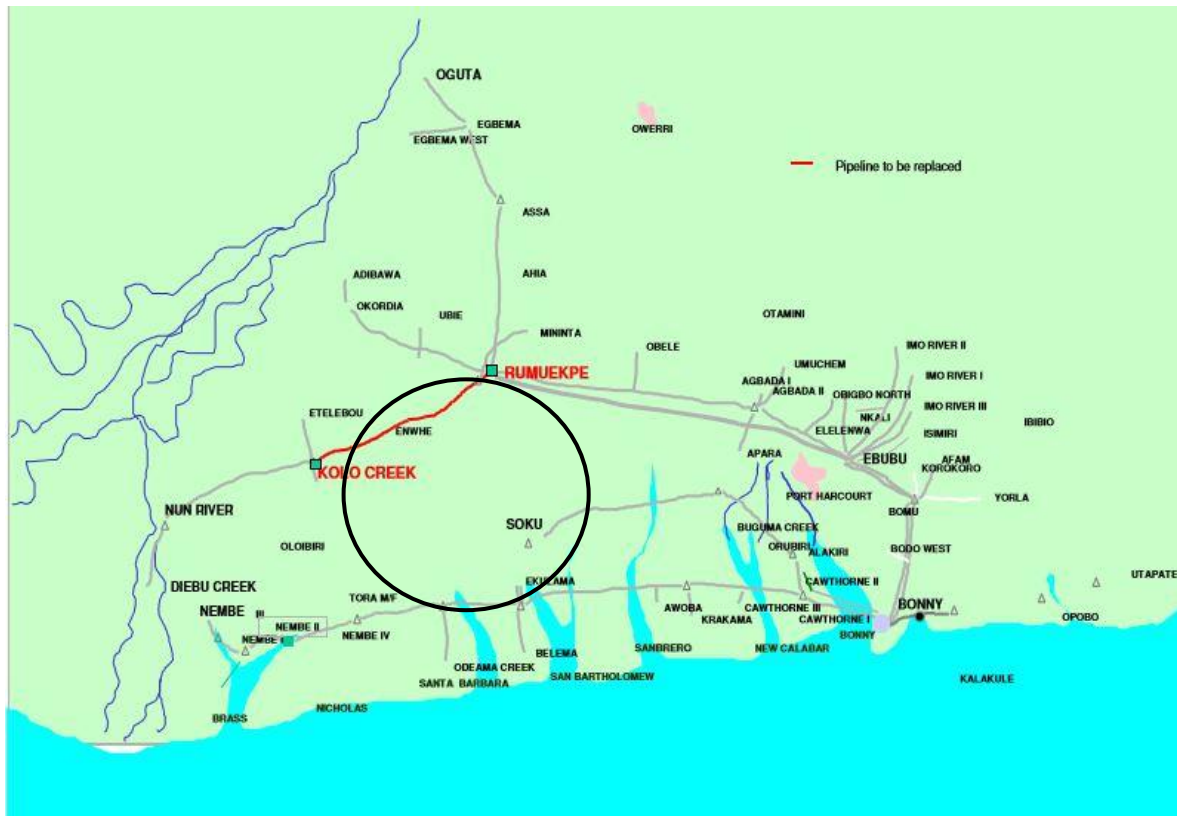 OGUTA
EGBEMA
EGBEMA WEST
OWERRI
Pipeline to be replaced
ASSA
ADIBAWA
AHIA
OKORDIA
UBIE
OTAMINI
MININTA
OBELE
IMO RIVER II
UMUCHEM
RUMUEKPE
AGBADA I
AGBADA II
IMO RIVER I
OBIGBO NORTH
ETELEBOU
NKALI
IMO RIVER III
ENWHE
ELELENWA
ISIMIRI
IBIBIO
KOLO CREEK
APARA
EBUBU
AFAM
KOROKORO
PORT HARCOURT
YORLA
NUN RIVER
SOKU
BOMU
BUGUMA CREEK
OLOIBIRI
ORUBIRI
ALAKIRI
BODO WEST
DIEBU CREEK
EKULAMA
CAWTHORNE II
UTAPATE
TORA M/F
NEMBE
III
AWOBA
CAWTHORNE III
BONNY
NEMBE II
KRAKAMA
CAWTHORNE I
OPOBO
NEMBE I
NEMBE IV
BONNY
BELEMA
SANBRERO
NEW CALABAR
ODEAMA CREEK
SANTA BARBARA
SAN BARTHOLOMEW
KALAKULE
NICHOLAS
BRASS